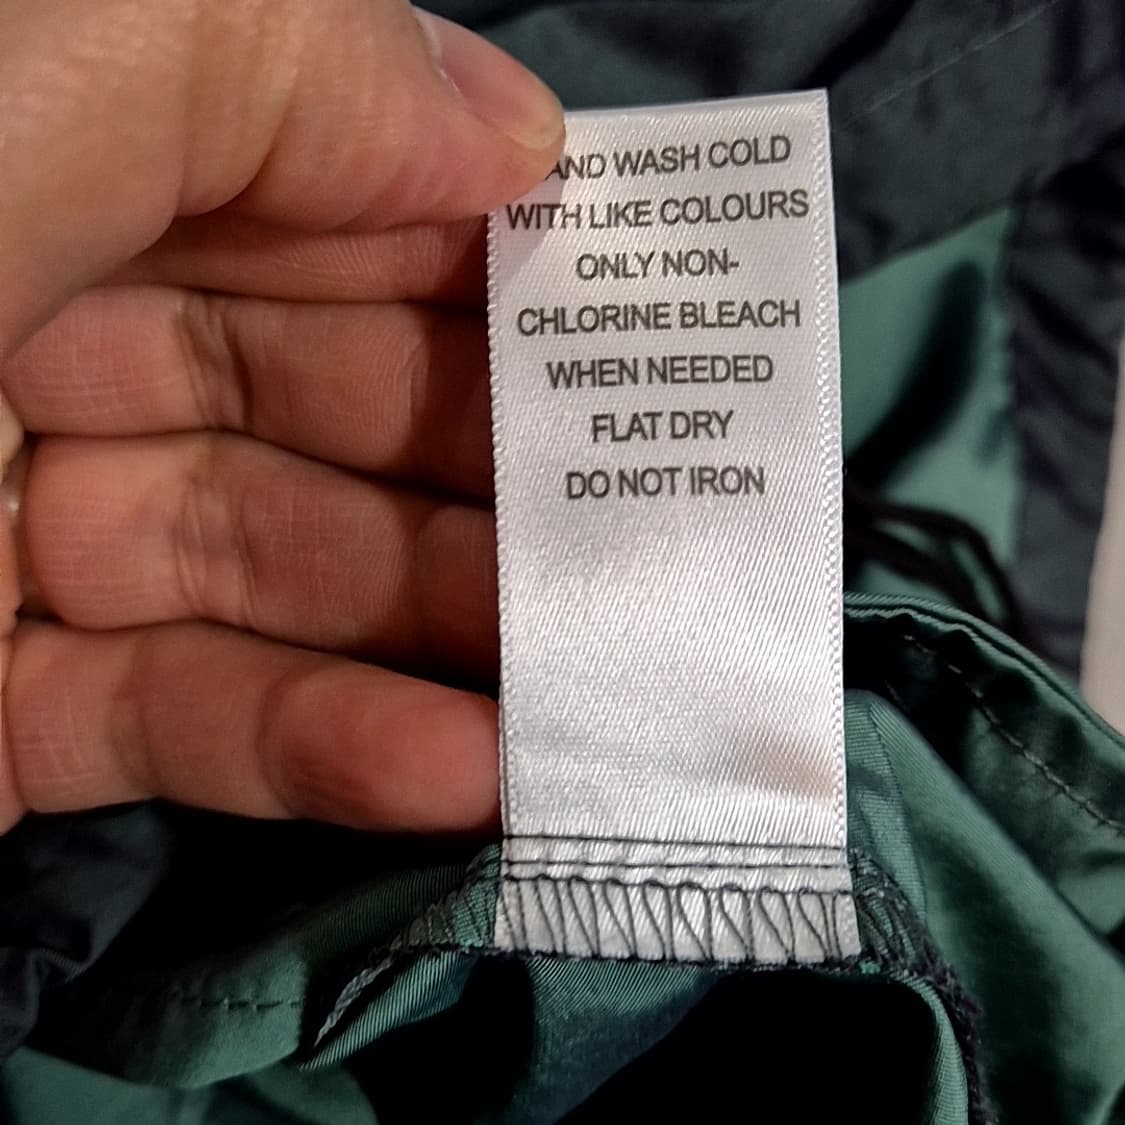 AND WASH COLD
WITH LIKE COLOURS
ONLY NON-
CHLORINE BLEACH
WHEN NEEDED
FLAT DRY
DO NOT IRON